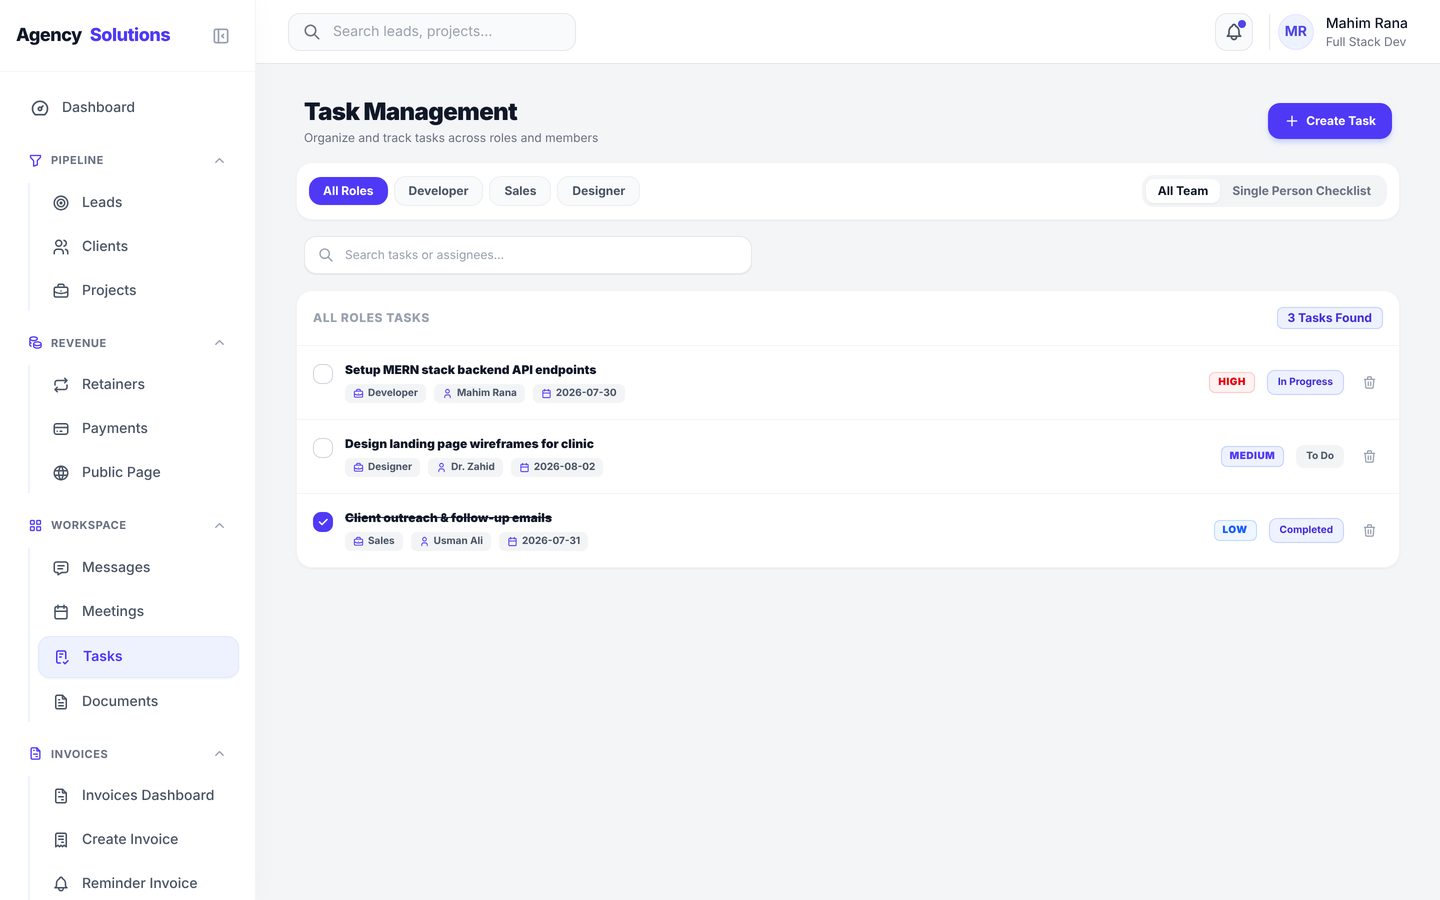 Agency Solutions
Search leads, projects...
MR
Mahim Rana
Full Stack Dev
Dashboard
PIPELINE
Leads
Clients
Projects
REVENUE
Retainers
Payments
Public Page
WORKSPACE
Messages
Meetings
Tasks
Documents
INVOICES
Invoices Dashboard
Create Invoice
Reminder Invoice
Task Management
Organize and track tasks across roles and members
Create Task
All Roles
Developer
Sales
Designer
All Team
Single Person Checklist
Search tasks or assignees...
ALL ROLES TASKS
3 Tasks Found
Setup MERN stack backend API endpoints
Developer
Mahim Rana
2026-07-30
HIGH
In Progress
Design landing page wireframes for clinic
Designer
Dr. Zahid
2026-08-02
MEDIUM
To Do
Client outreach & follow-up emails
Sales
Usman Ali
2026-07-31
LOW
Completed